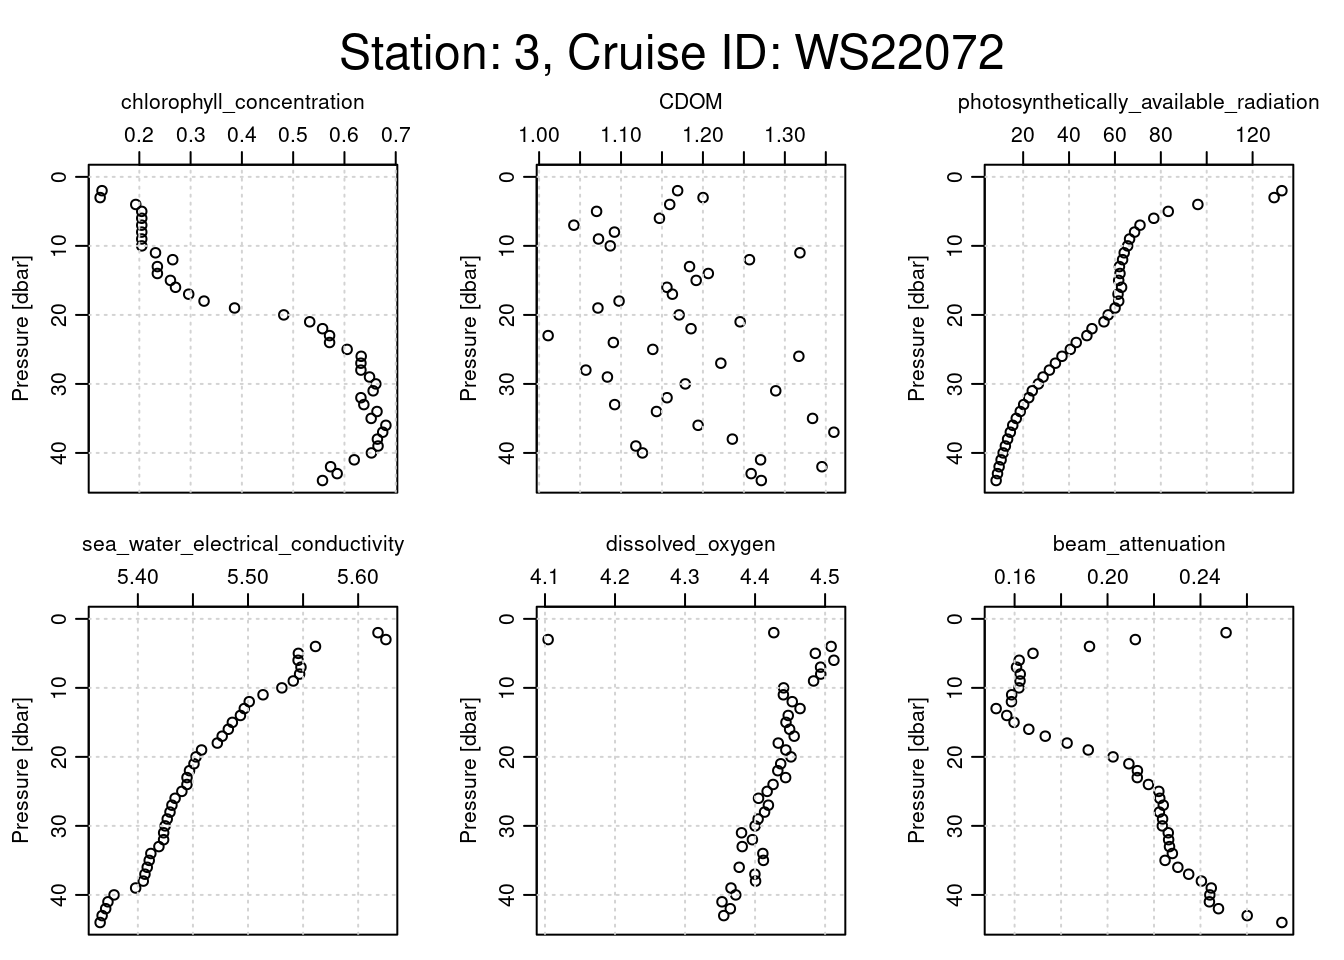 Station: 3, Cruise ID: WS22072
chlorophyll_concentration
0.2 0.3 0.4 0.5 0.6 0.7
Pressure [dbar]
0
10
20
30
40
CDOM
1.00 1.10 1.20 1.30
Pressure [dbar]
0
10
20
30
40
photosynthetically_available_radiation
20 40 60 80 120
Pressure [dbar]
0
10
20
30
40
sea_water_electrical_conductivity
5.40 5.50 5.60
Pressure [dbar]
0
10
20
30
40
dissolved_oxygen
4.1 4.2 4.3 4.4 4.5
Pressure [dbar]
0
10
20
30
40
beam_attenuation
0.16 0.20 0.24
Pressure [dbar]
0
10
20
30
40